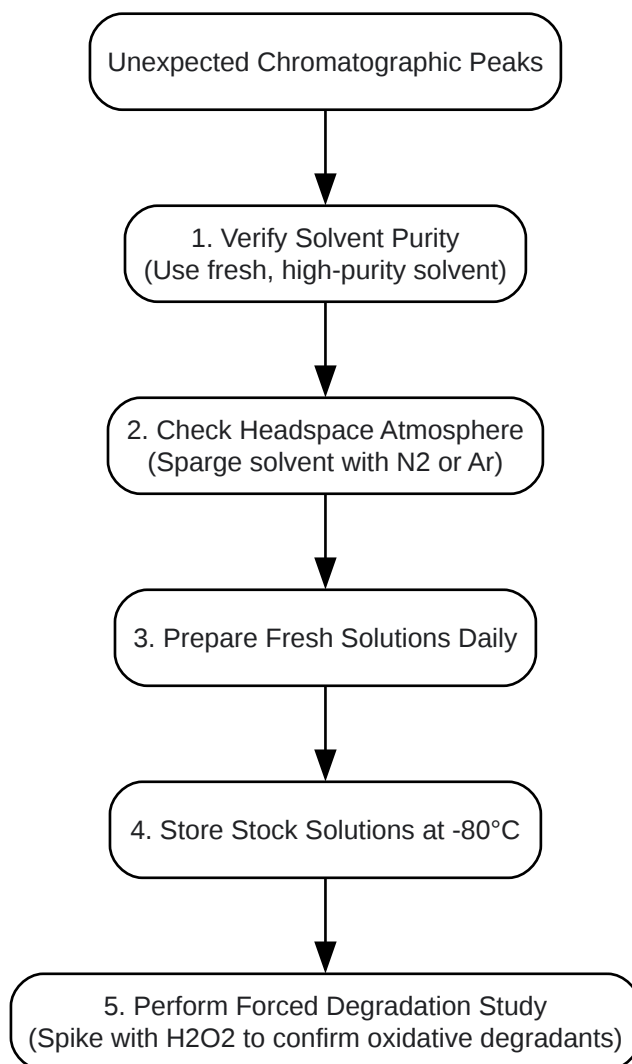 Unexpected Chromatographic Peaks
1. Verify Solvent Purity
(Use fresh, high-purity solvent)
2. Check Headspace Atmosphere
(Sparge solvent with N2 or Ar)
3. Prepare Fresh Solutions Daily
4. Store Stock Solutions at -80°C
5. Perform Forced Degradation Study
(Spike with H2O2 to confirm oxidative degradants)